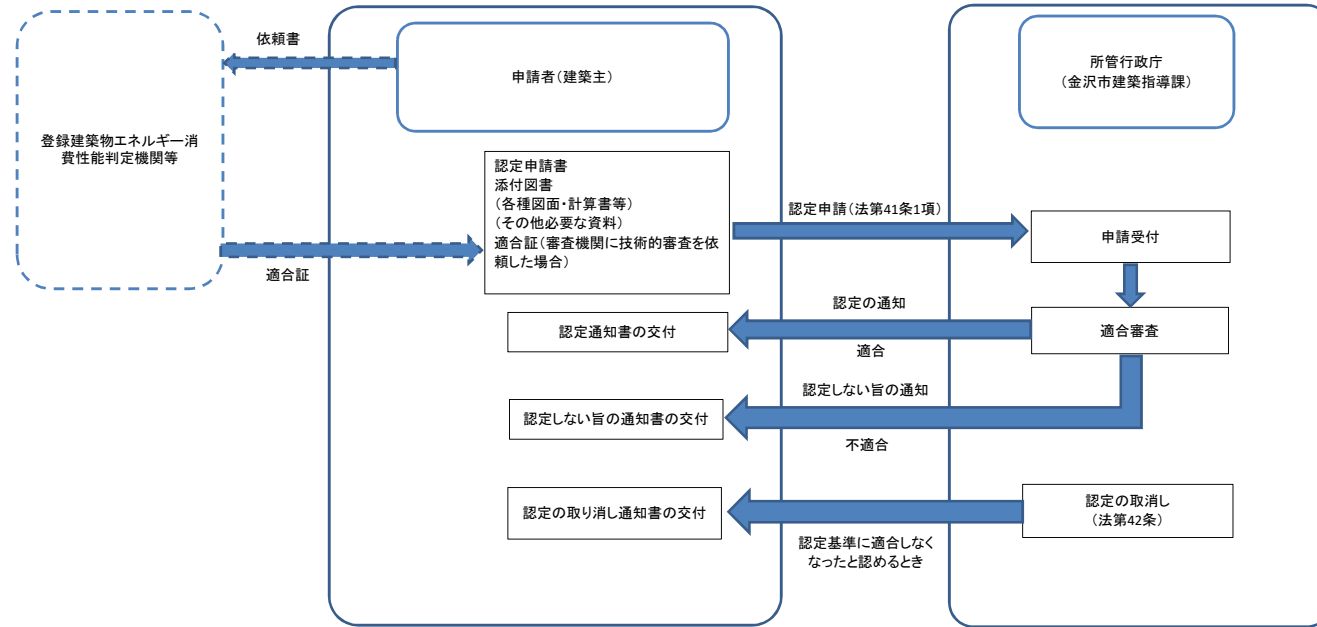 依頼書
申請者(建築主)
所管行政庁
(金沢市建築指導課)
登録建築物エネルギー消
費性能判定機関等
認定申請書
添付図書
(各種図面・計算書等)
(その他必要な資料)
適合証(審査機関に技術的審査を依
頼した場合)
認定申請(法第41条1項)
申請受付
適合証
認定の通知
認定通知書の交付
適合審査
適合
認定しない旨の通知
認定しない旨の通知書の交付
不適合
認定の取り消し通知書の交付
認定の取消し
(法第42条)
認定基準に適合しなく
なったと認めるとき